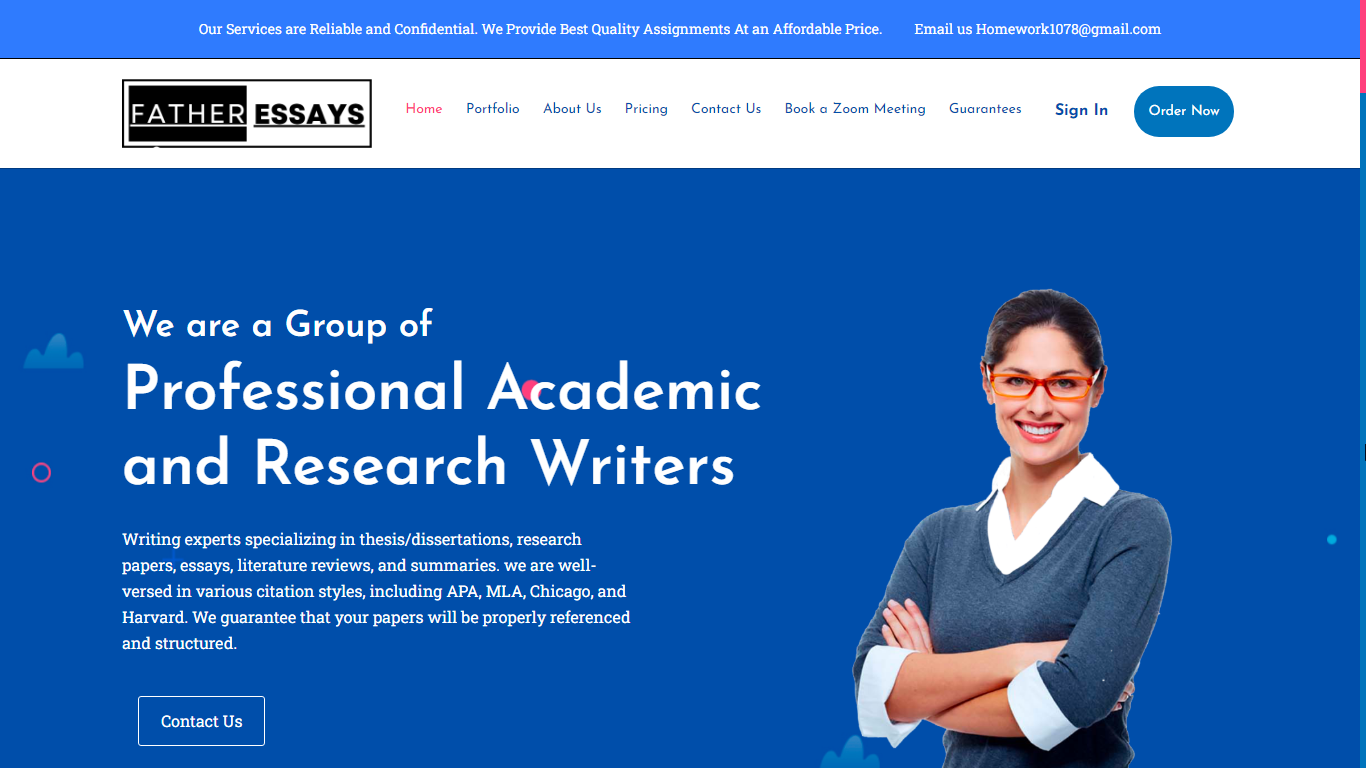 Our Services are Reliable and Confidential. We Provide Best Quality Assignments At an Affordable Price. Email us Homework1078@gmail.com
FATHER ESSAYS
Home Portfolio About Us Pricing Contact Us Book a Zoom Meeting Guarantees Sign In Order Now
We are a Group of
Professional Academic
and Research Writers
Writing experts specializing in thesis/dissertations, research
papers, essays, literature reviews, and summaries. we are well-
versed in various citation styles, including APA, MLA, Chicago, and
Harvard. We guarantee that your papers will be properly referenced
and structured.
Contact Us